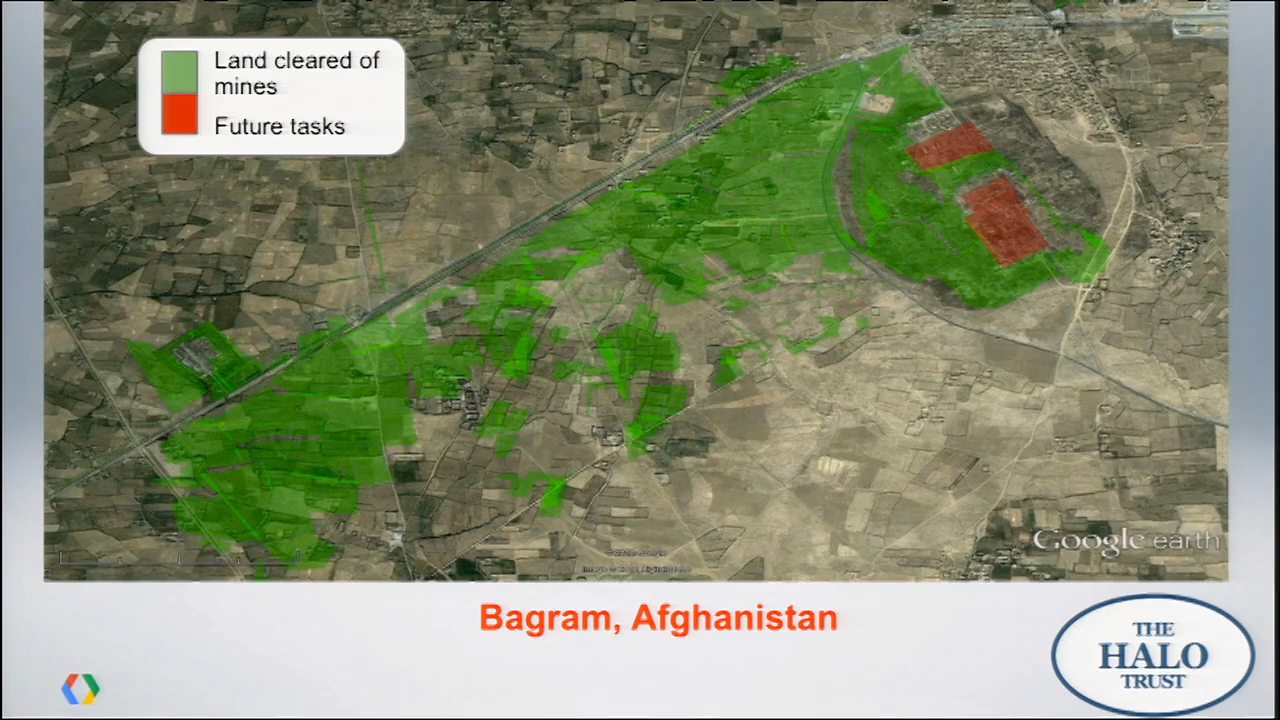 Land cleared of
mines
Future tasks
Google earth
Bagram, Afghanistan
THE
HALO
TRUST